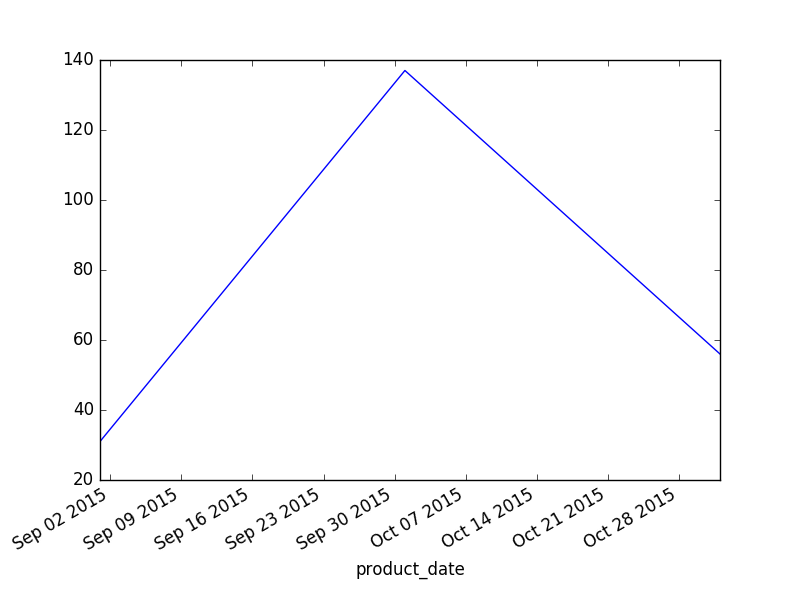 140
120
100
80
60
40
20
Sep 02 2015
Sep 09 2015
Sep 16 2015
Sep 23 2015
Sep 30 2015
Oct 07 2015
Oct 14 2015
Oct 21 2015
Oct 28 2015
product_date